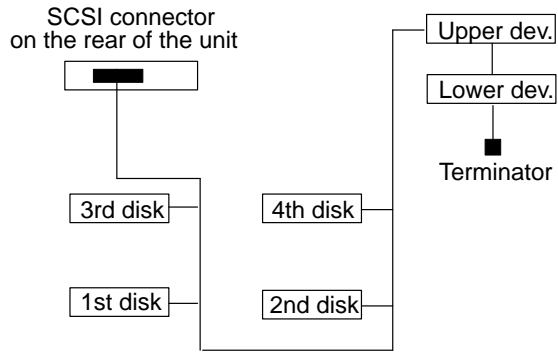 SCSI connector
on the rear of the unit
Upper dev.
Lower dev.
Terminator
3rd disk
4th disk
1st disk
2nd disk